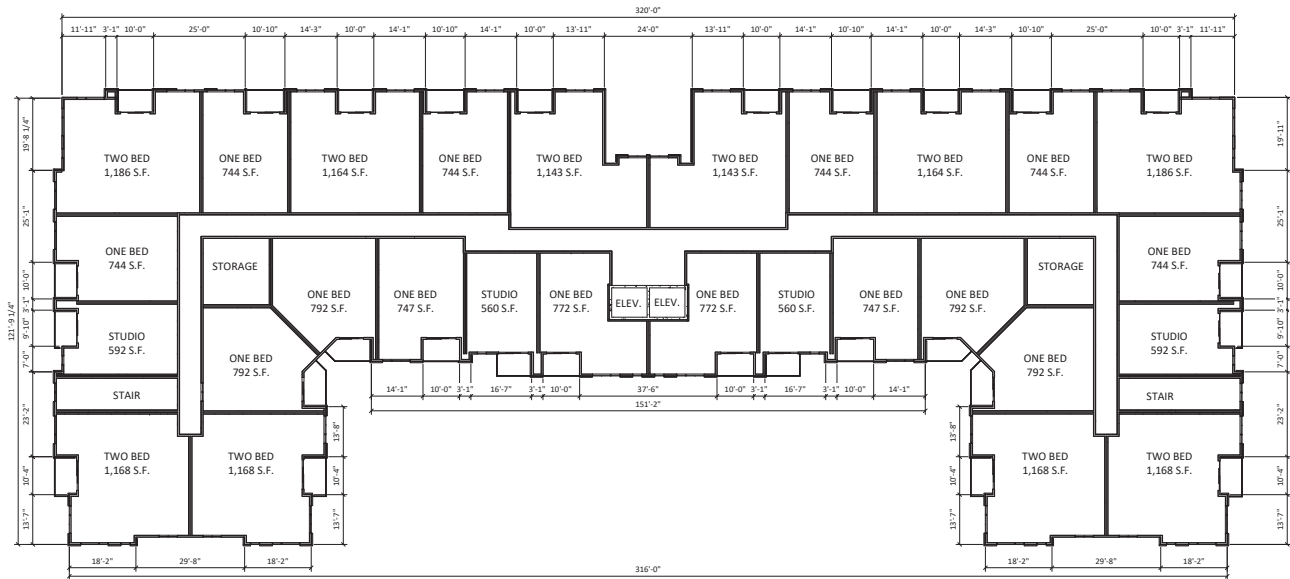 320'-0"
11'-11" 3'-1" 10'-0" 25'-0" 10'-10" 14'-3" 10'-0" 14'-1" 10'-10" 14'-1" 10'-0" 13'-11" 24'-0" 13'-11" 10'-0" 14'-1" 10'-10" 14'-1" 10'-0" 14'-3" 10'-10" 25'-0" 10'-0" 3'-1" 11'-11"
TWO BED
1,186 S.F.
ONE BED
744 S.F.
TWO BED
1,164 S.F.
ONE BED
744 S.F.
TWO BED
1,143 S.F.
TWO BED
1,143 S.F.
ONE BED
744 S.F.
TWO BED
1,164 S.F.
ONE BED
744 S.F.
TWO BED
1,186 S.F.
ONE BED
744 S.F.
STORAGE
ONE BED
792 S.F.
ONE BED
747 S.F.
STUDIO
560 S.F.
ONE BED
772 S.F.
ELEV.
ELEV.
ONE BED
772 S.F.
STUDIO
560 S.F.
ONE BED
747 S.F.
ONE BED
792 S.F.
STORAGE
ONE BED
744 S.F.
STUDIO
592 S.F.
ONE BED
792 S.F.
ONE BED
792 S.F.
STUDIO
592 S.F.
STAIR
STAIR
14'-1" 10'-0" 3'-1" 16'-7" 3'-1" 10'-0" 37'-6" 10'-0" 3'-1" 16'-7" 3'-1" 10'-0" 14'-1"
151'-2"
TWO BED
1,168 S.F.
TWO BED
1,168 S.F.
TWO BED
1,168 S.F.
TWO BED
1,168 S.F.
121'-9 1/4"
19'-8 1/4"
25'-1"
10'-0"
3'-1"
9'-10"
7'-0"
23'-2"
10'-4"
13'-7"
13'-8"
10'-4"
13'-7"
13'-8"
10'-4"
13'-7"
19'-11"
25'-1"
10'-0"
3'-1"
9'-10"
7'-0"
23'-2"
10'-4"
13'-7"
18'-2" 29'-8" 18'-2" 18'-2" 29'-8" 18'-2"
316'-0"